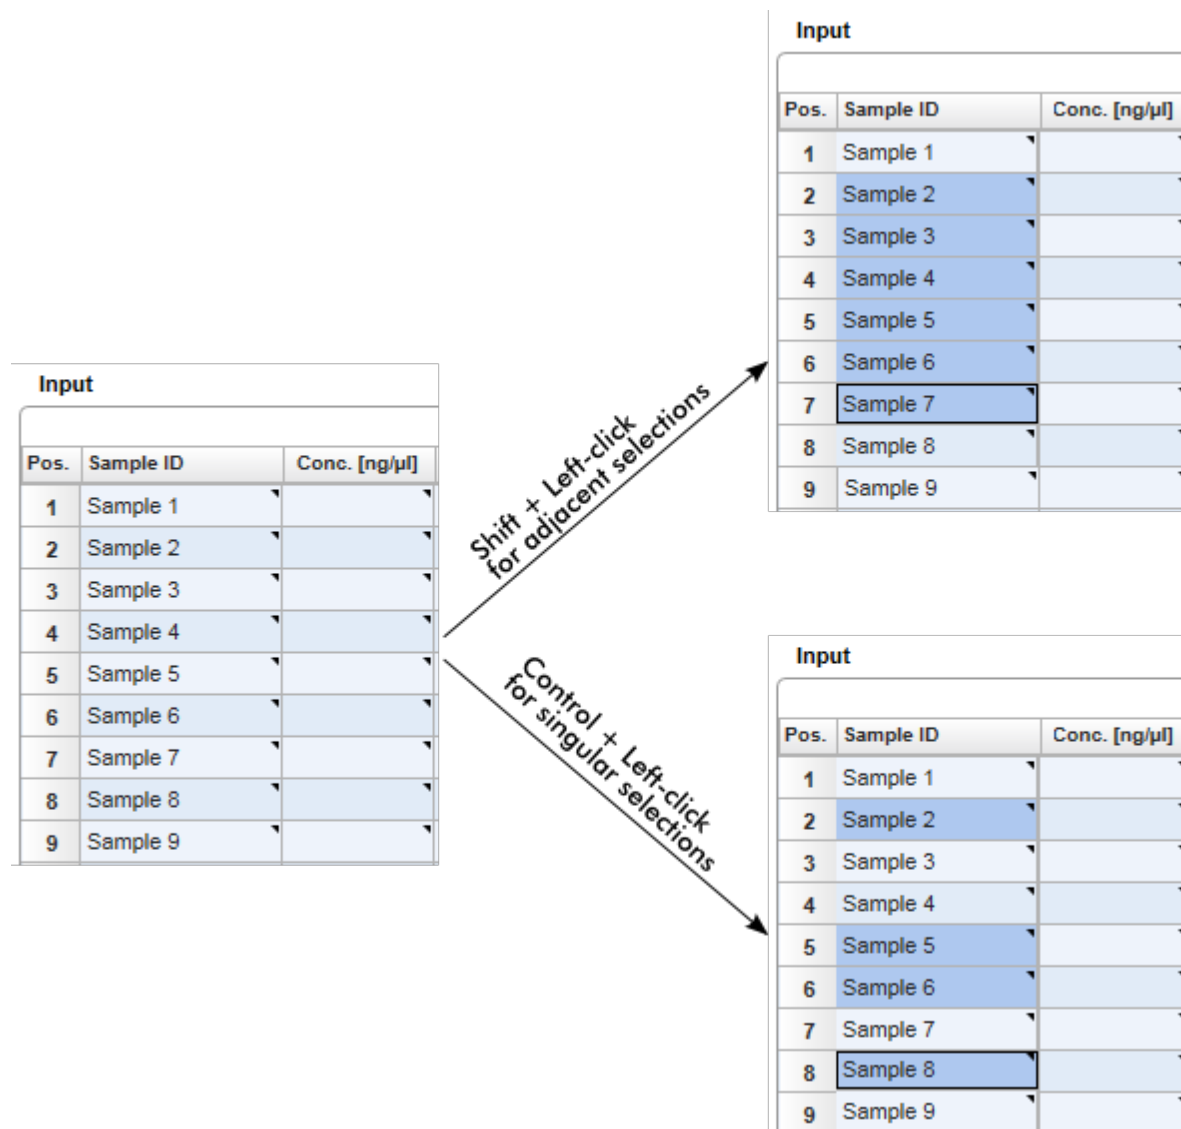 Input
Pos. Sample ID Conc. [ng/µl]
1 Sample 1
2 Sample 2
3 Sample 3
4 Sample 4
5 Sample 5
6 Sample 6
7 Sample 7
8 Sample 8
9 Sample 9
Shift + Left-click
for adjacent selections
Input
Pos. Sample ID Conc. [ng/µl]
1 Sample 1
2 Sample 2
3 Sample 3
4 Sample 4
5 Sample 5
6 Sample 6
7 Sample 7
8 Sample 8
9 Sample 9
Control + Left-click
for singular selections
Input
Pos. Sample ID Conc. [ng/µl]
1 Sample 1
2 Sample 2
3 Sample 3
4 Sample 4
5 Sample 5
6 Sample 6
7 Sample 7
8 Sample 8
9 Sample 9